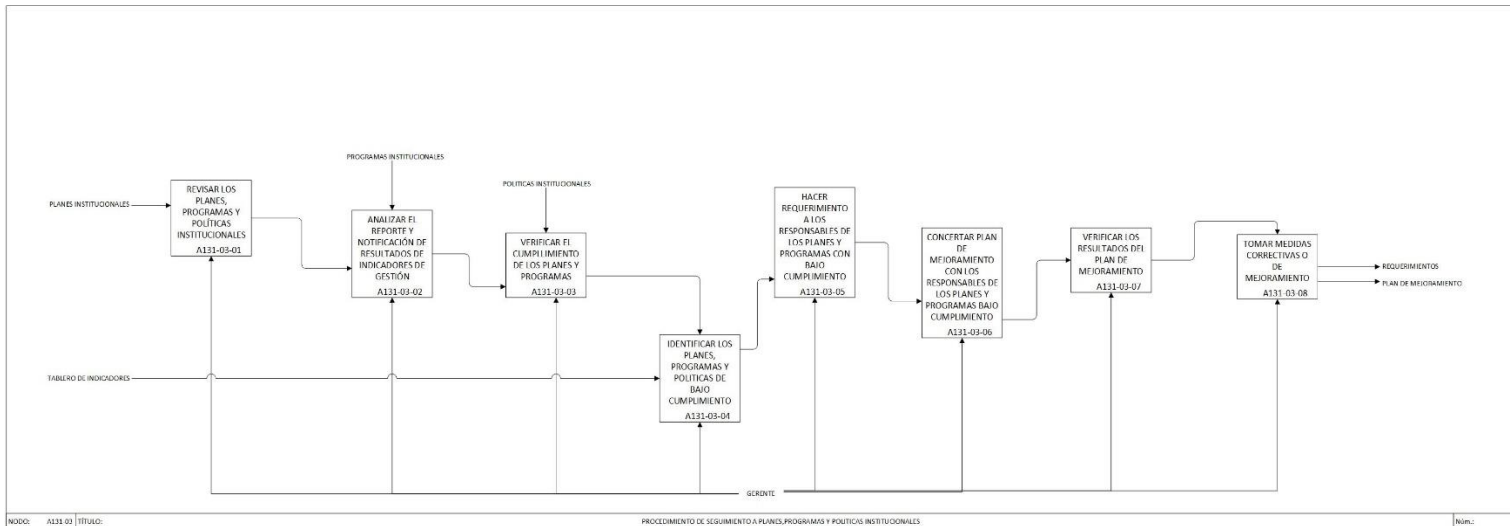 PROGRAMAS INSTITUCIONALES
POLITICAS INSTITUCIONALES
PLANES INSTITUCIONALES
REVISAR LOS
PLANES,
PROGRAMAS Y
POLÍTICAS
INSTITUCIONALES
A131-03-01
ANALIZAR EL
REPORTE Y
NOTIFICACIÓN DE
RESULTADOS DE
INDICADORES DE
GESTIÓN
A131-03-02
VERIFICAR EL
CUMPLILIMIENTO
DE LOS PLANES Y
PROGRAMAS
A131-03-03
TABLERO DE INDICADORES
IDENTIFICAR LOS
PLANES,
PROGRAMAS Y
POLITICAS DE
BAJO
CUMPLIMIENTO
A131-03-04
HACER
REQUERIMIENTO
A LOS
RESPONSABLES DE
LOS PLANES Y
PROGRAMAS CON
BAJO
CUMPLIMIENTO
A131-03-05
CONCERTAR PLAN
DE
MEJORAMIENTO
CON LOS
RESPONSABLES DE
LOS PLANES Y
PROGRAMAS BAJO
CUMPLIMIENTO
A131-03-06
VERIFICAR LOS
RESULTADOS DEL
PLAN DE
MEJORAMIENTO
A131-03-07
TOMAR MEDIDAS
CORRECTIVAS O
DE
MEJORAMIENTO
A131-03-08
REQUERIMIENTOS
PLAN DE MEJORAMIENTO
GERENTE
NODO: A131-03 TÍTULO: PROCEDIMIENTO DE SEGUIMIENTO A PLANES,PROGRAMAS Y POLITICAS INSTITUCIONALES Núm.: